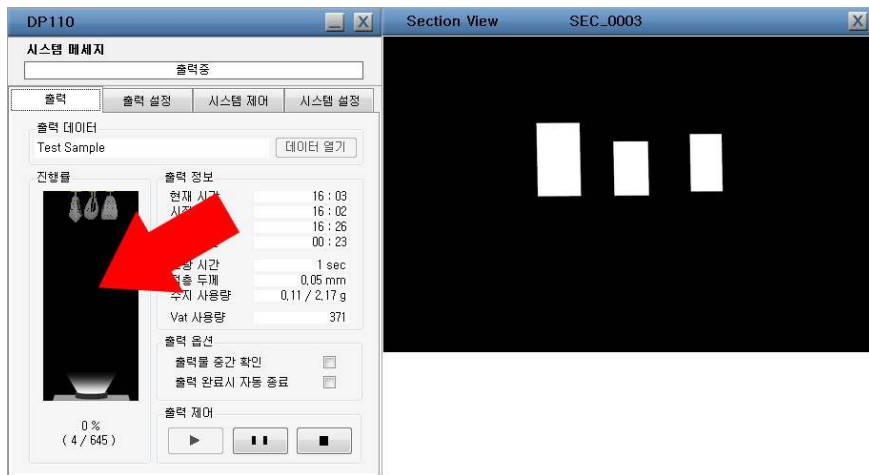 DP110
Section View SEC_0003
시스템 메세지
출력중
출력 출력 설정 시스템 제어 시스템 설정
출력 데이터
Test Sample 데이터 열기
진행률
출력 정보
현재 시간 16 : 03
16 : 02
16 : 26
00 : 23
시간 1 sec
두께 0,05 mm
수지 사용량 0,11 / 2,17 g
Vat 사용량 371
출력 옵션
출력물 중간 확인
출력 완료시 자동 종료
출력 제어
0 %
( 4 / 645 )